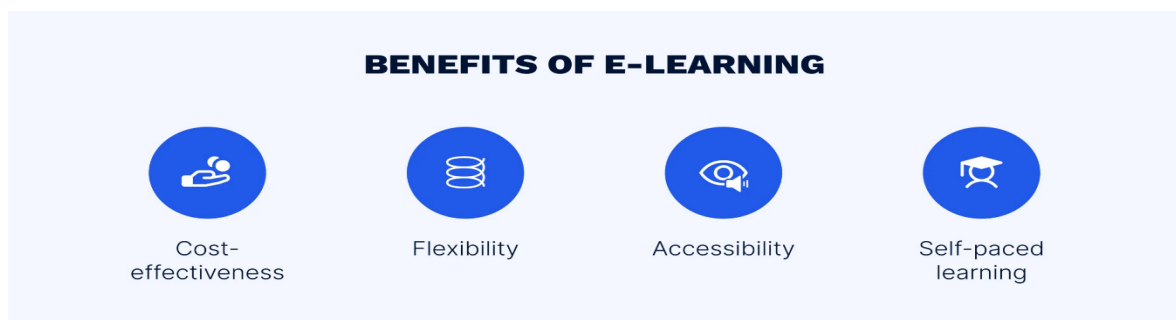 BENEFITS OF E-LEARNING
Cost-
effectiveness
Flexibility
Accessibility
Self-paced
learning